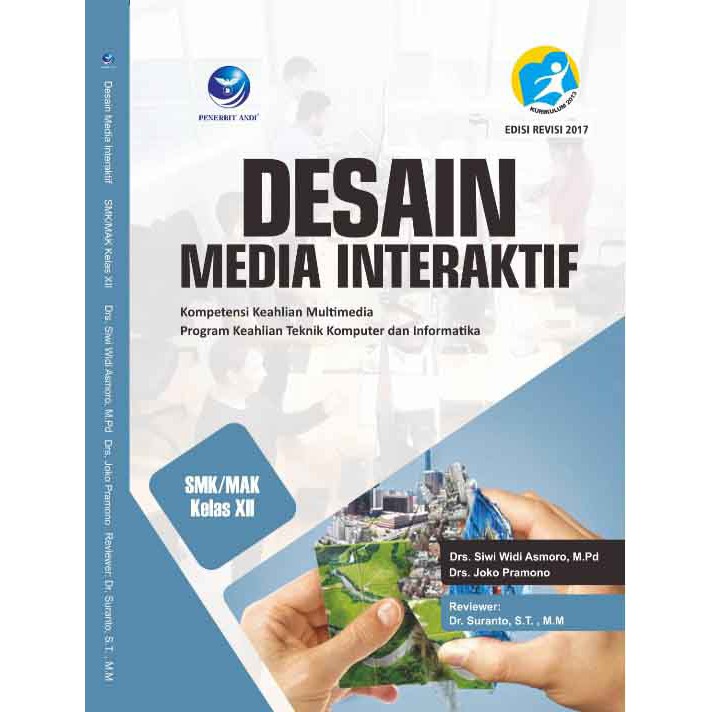 Desain Media Interaktif SMK/MAK Kelas XII Drs. Siwi Widi Asmoro, M.Pd Drs. Joko Pramono Reviewer: Dr. Suranto, S.T. , M.M
PENERBIT ANDI
KURIKULUM 2013
EDISI REVISI 2017
DESAIN
MEDIA INTERAKTIF
Kompetensi Keahlian Multimedia
Program Keahlian Teknik Komputer dan Informatika
SMK/MAK
Kelas XII
Drs. Siwi Widi Asmoro, M.Pd
Drs. Joko Pramono
Reviewer:
Dr. Suranto, S.T. , M.M